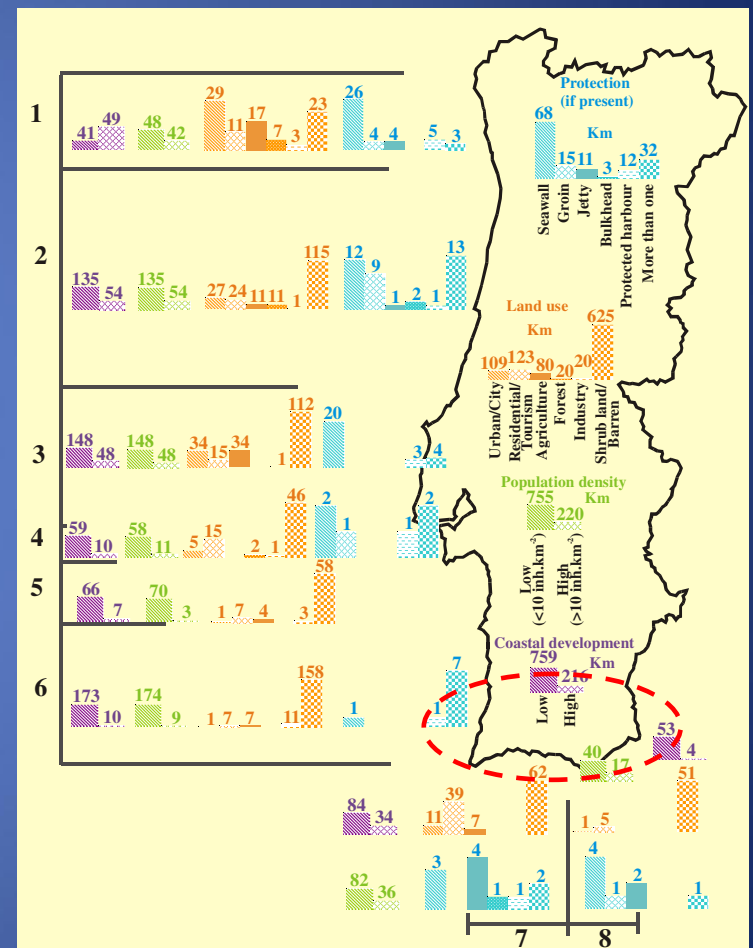 Protection
(if present)
Km
68 15 11 3 12 32
Seawall
Groin
Jetty
Bulkhead
Protected harbour
More than one
Land use
Km
109 123 80 20 20 625
Urban/City
Residential/
Tourism
Agriculture
Forest
Industry
Shrub land/
Barren
Population density
Km
755 220
Low
(<10 inh.km⁻²)
High
(>10 inh.km⁻²)
Coastal development
Km
759 216
Low
High
1
41 49 48 42 29 11 17 7 3 23 26 4 4 5 3
2
135 54 135 54 27 24 11 11 1 115 12 9 1 2 1 13
3
148 48 148 48 34 15 34 1 112 20 3 4
4
59 10 58 11 5 15 2 1 46 2 1 1 2
5
66 7 70 3 1 7 4 3 58
6
173 10 174 9 1 7 7 11 158 1 1 7
53 4
40 17
84 34 11 39 7 62 1 5 51
82 36 3 4 1 1 2 4 1 2 1
7 8